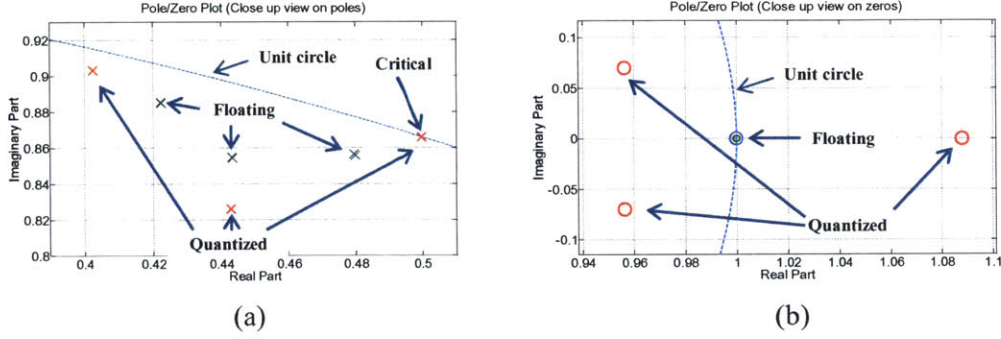 Pole/Zero Plot (Close up view on poles)
0.92
0.9
0.88
0.86
0.84
0.82
0.8
Imaginary Part
Unit circle
Critical
Floating
Quantized
0.4
0.42
0.44
0.46
0.48
0.5
Real Part
(a)
Pole/Zero Plot (Close up view on zeros)
0.1
0.05
0
-0.05
-0.1
Imaginary Part
Unit circle
Floating
Quantized
0.94
0.96
0.98
1
1.02
1.04
1.06
1.08
1.1
Real Part
(b)